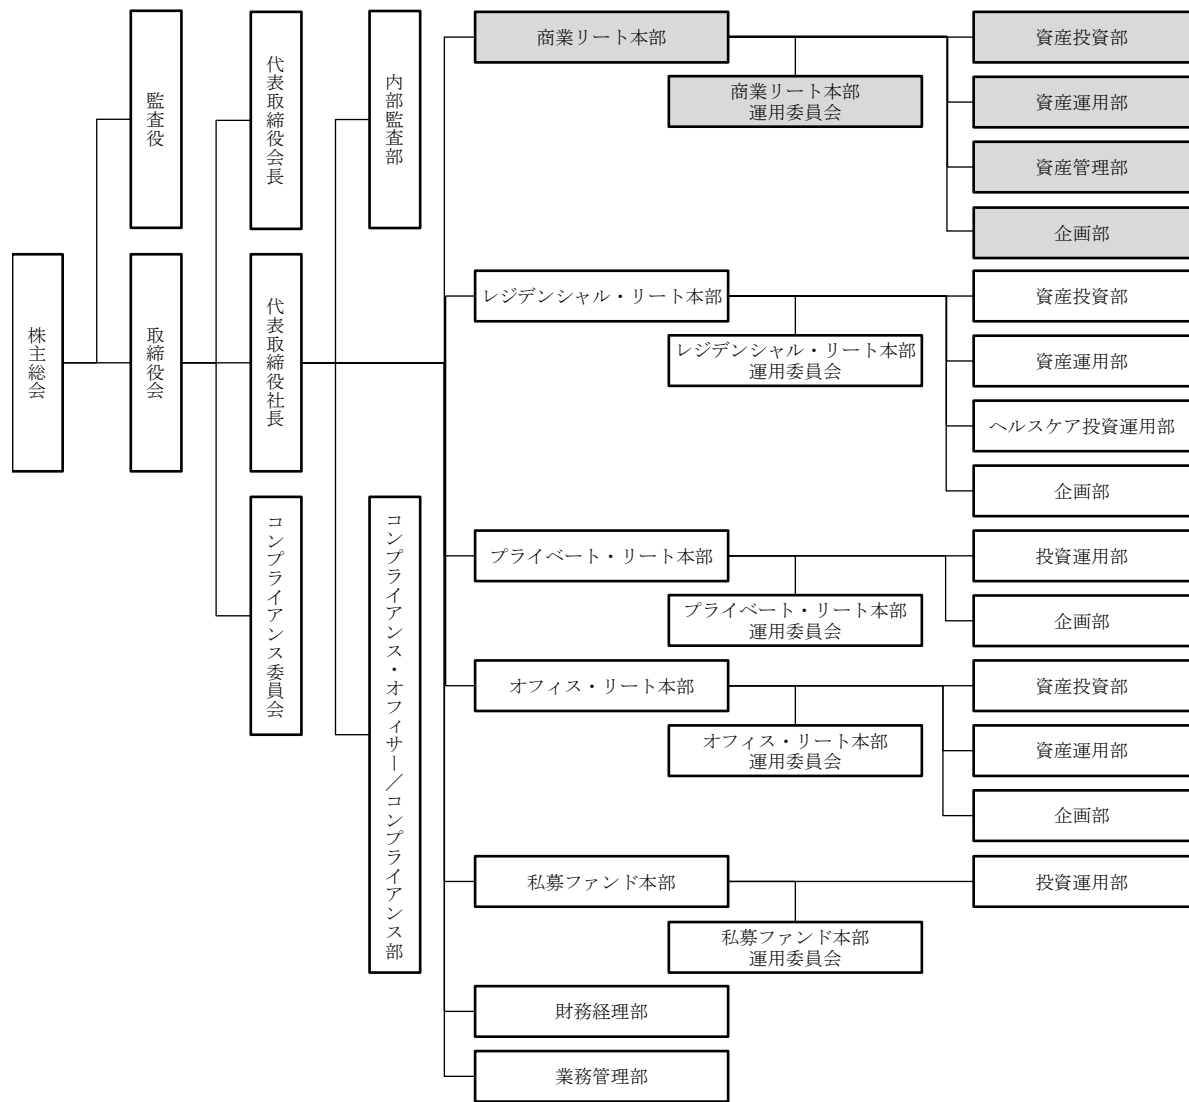 株主総会
監査役
取締役会
代表取締役会長
代表取締役社長
コンプライアンス委員会
内部監査部
コンプライアンス・オフィサー／コンプライアンス部
商業リート本部
商業リート本部
運用委員会
資産投資部
資産運用部
資産管理部
企画部
レジデンシャル・リート本部
レジデンシャル・リート本部
運用委員会
資産投資部
資産運用部
ヘルスケア投資運用部
企画部
プライベート・リート本部
プライベート・リート本部
運用委員会
投資運用部
企画部
オフィス・リート本部
オフィス・リート本部
運用委員会
資産投資部
資産運用部
企画部
私募ファンド本部
私募ファンド本部
運用委員会
投資運用部
財務経理部
業務管理部